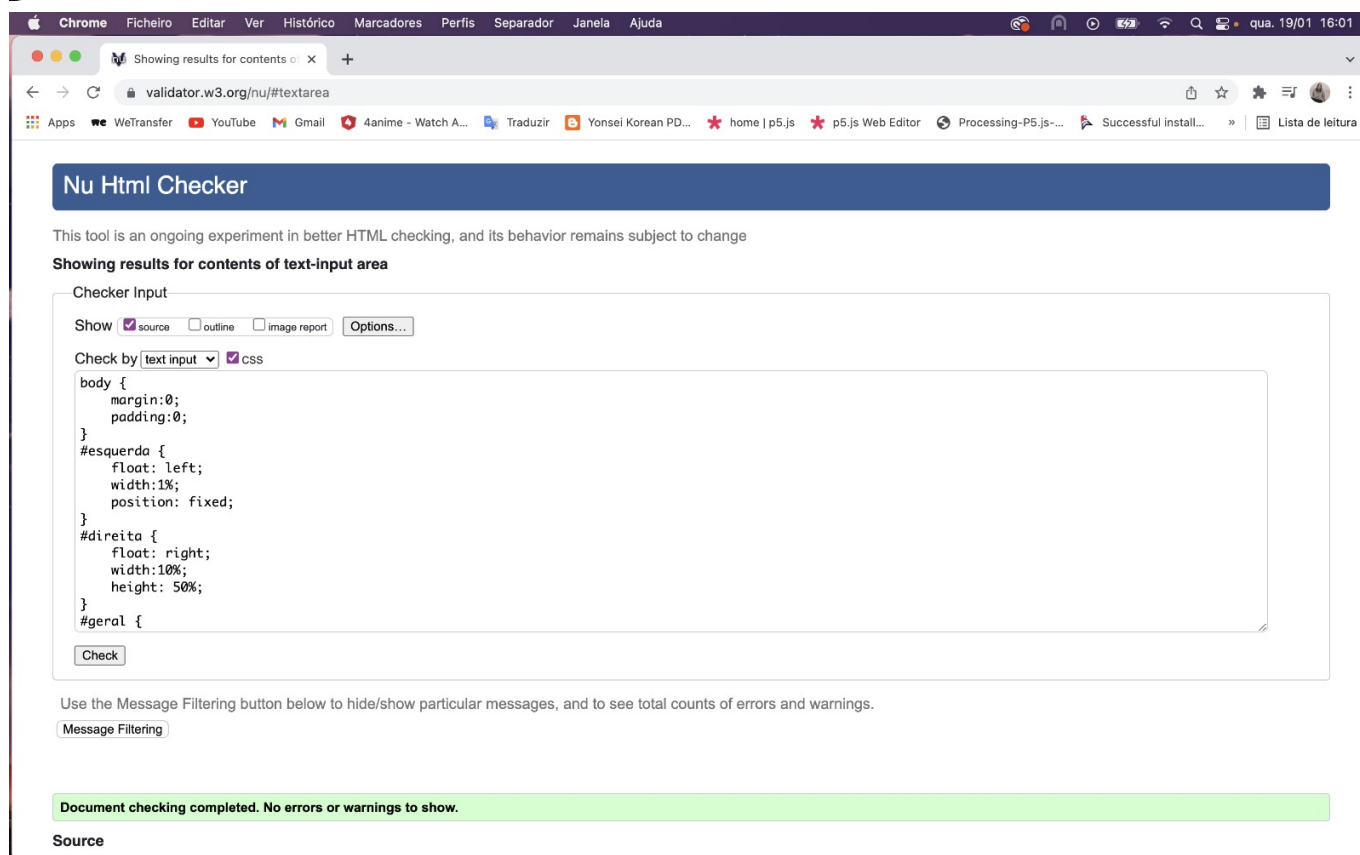 Chrome Ficheiro Editar Ver Histórico Marcadores Perfis Separador Janela Ajuda qua. 19/01 16:01
Showing results for contents of
validator.w3.org/nu/#textarea
Apps WeTransfer YouTube Gmail 4anime - Watch A... Traduzir Yonsei Korean PD... home | p5.js p5.js Web Editor Processing-P5.js-... Successful install... » Lista de leitura
Nu Html Checker
This tool is an ongoing experiment in better HTML checking, and its behavior remains subject to change
Showing results for contents of text-input area
Checker Input
Show source outline image report Options...
Check by text input css
body {
margin:0;
padding:0;
}
#esquerda {
float: left;
width:1%;
position: fixed;
}
#direita {
float: right;
width:10%;
height: 50%;
}
#geral {
Check
Use the Message Filtering button below to hide/show particular messages, and to see total counts of errors and warnings.
Message Filtering
Document checking completed. No errors or warnings to show.
Source